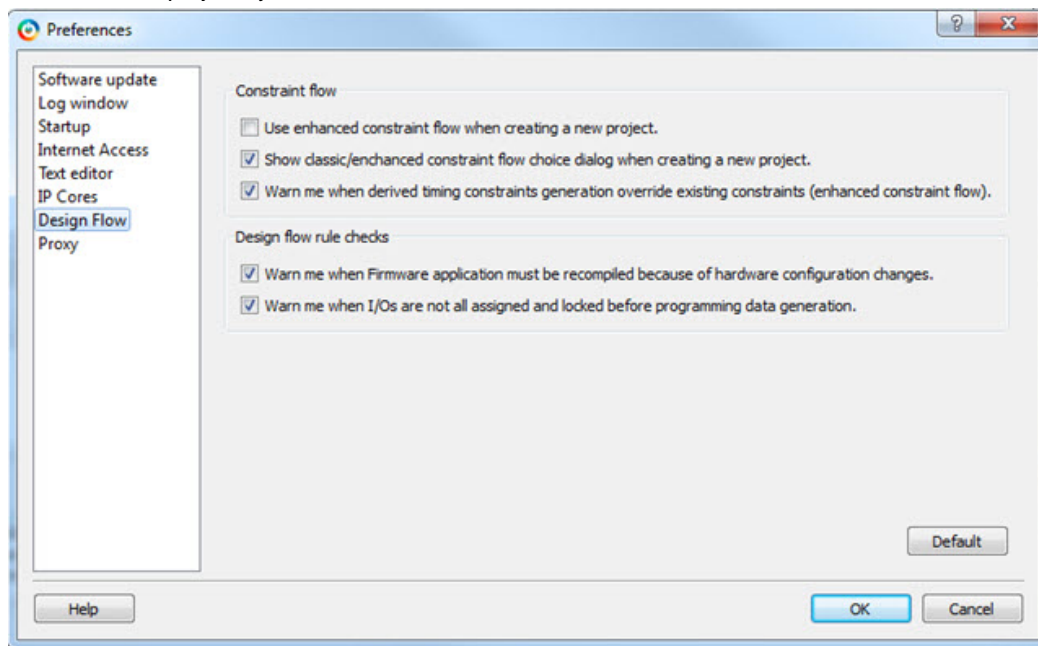 Preferences
Software update
Log window
Startup
Internet Access
Text editor
IP Cores
Design Flow
Proxy
Constraint flow
Use enhanced constraint flow when creating a new project.
Show classic/enchanced constraint flow choice dialog when creating a new project.
Warn me when derived timing constraints generation override existing constraints (enhanced constraint flow).
Design flow rule checks
Warn me when Firmware application must be recompiled because of hardware configuration changes.
Warn me when I/Os are not all assigned and locked before programming data generation.
Default
Help
OK
Cancel